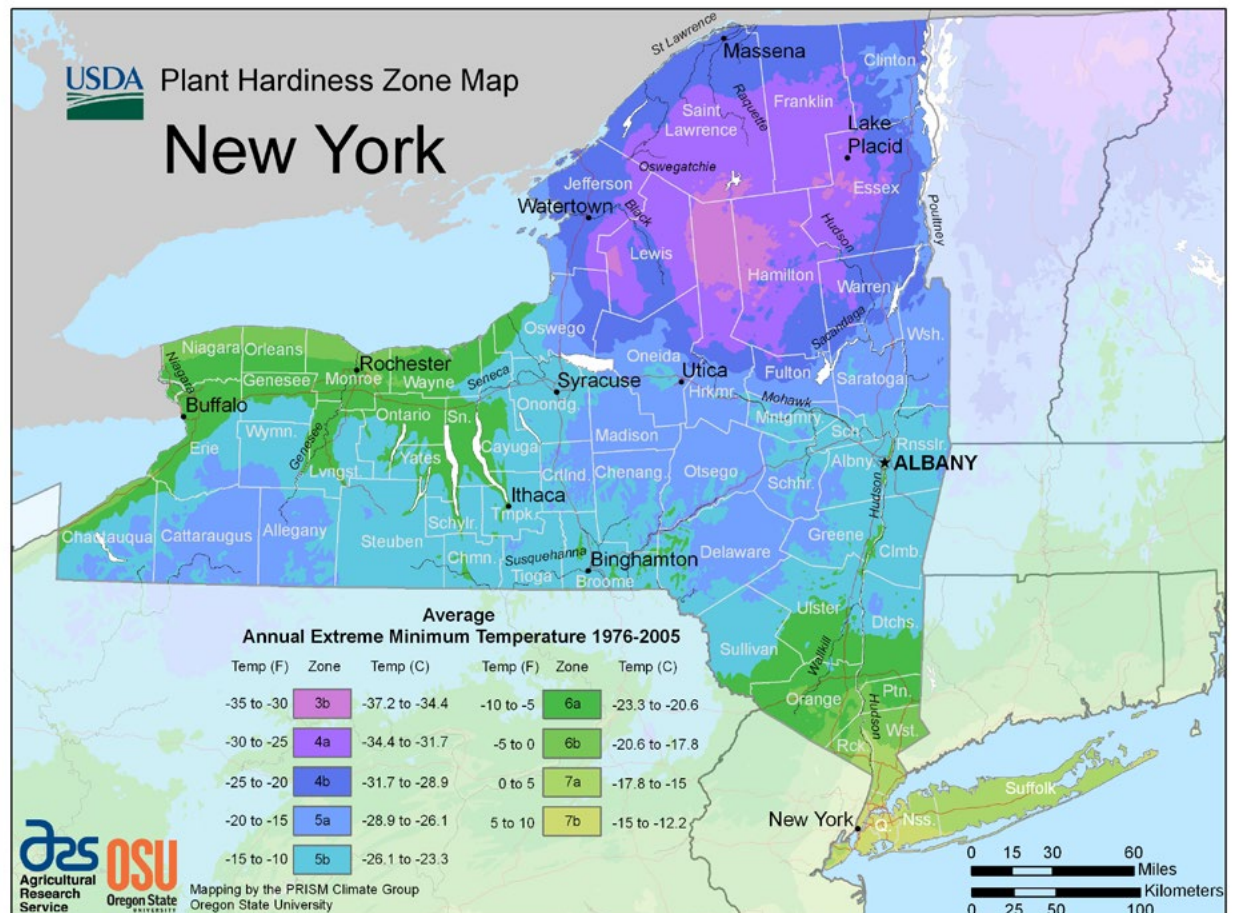 USDA
Plant Hardiness Zone Map
New York
St Lawrence
Massena
Clinton
Saint
Lawrence
Raquette
Franklin
Lake
Placid
Oswegatchie
Essex
Jefferson
Watertown
Black
Poultney
Hudson
Lewis
Hamilton
Warren
Sacandaga
Oswego
Wsh.
Niagara
Orleans
Rochester
Oneida
Utica
Fulton
Saratoga
Niagara
Genesee
Monroe
Wayne
Seneca
Syracuse
Hrkmr.
Mohawk
Buffalo
Ontario
Sn.
Onondg.
Mntgmry
Sch.
Erie
Wymn.
Genesee
Cayuga
Madison
Rnsslr.
Lvngst.
Yates
Crtlnd.
Chenang.
Otsego
Schhr.
Albny
ALBANY
Ithaca
Tmpk.
Hudson
Chautauqua
Cattaraugus
Allegany
Steuben
Schylr.
Chmn.
Susquehanna
Binghamton
Tioga
Broome
Delaware
Greene
Clmb.
Ulster
Dtchs.
Sullivan
Wallkill
Orange
Ptn.
Hudson
Wst.
Rck.
Suffolk
New York
Q.
Nss.
Average
Annual Extreme Minimum Temperature 1976-2005
Temp (F) Zone Temp (C) Temp (F) Zone Temp (C)
-35 to -30 3b -37.2 to -34.4 -10 to -5 6a -23.3 to -20.6
-30 to -25 4a -34.4 to -31.7 -5 to 0 6b -20.6 to -17.8
-25 to -20 4b -31.7 to -28.9 0 to 5 7a -17.8 to -15
-20 to -15 5a -28.9 to -26.1 5 to 10 7b -15 to -12.2
-15 to -10 5b -26.1 to -23.3
ars
Agricultural
Research
Service
OSU
Oregon State
UNIVERSITY
Mapping by the PRISM Climate Group
Oregon State University
0 15 30 60
Miles
Kilometers
0 25 50 100